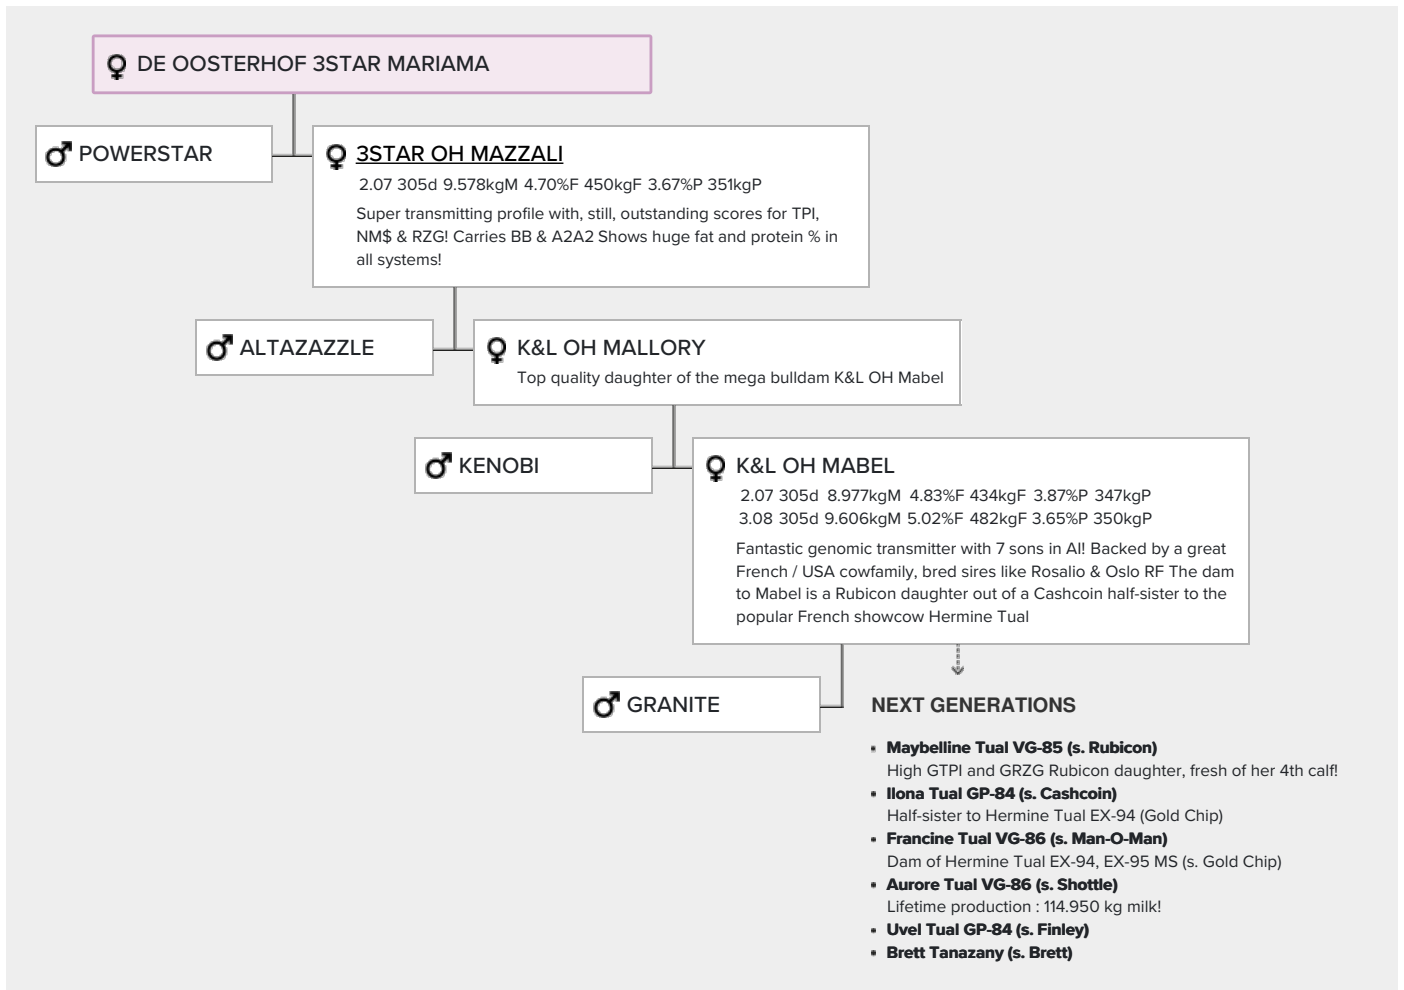 DE OOSTERHOF 3STAR MARIAMA
POWERSTAR
3STAR OH MAZZALI
2.07 305d 9.578kgM 4.70%F 450kgF 3.67%P 351kgP
Super transmitting profile with, still, outstanding scores for TPI,
NM$ & RZG! Carries BB & A2A2 Shows huge fat and protein % in
all systems!
ALTAZAZZLE
K&L OH MALLORY
Top quality daughter of the mega bulldam K&L OH Mabel
KENOBI
K&L OH MABEL
2.07 305d 8.977kgM 4.83%F 434kgF 3.87%P 347kgP
3.08 305d 9.606kgM 5.02%F 482kgF 3.65%P 350kgP
Fantastic genomic transmitter with 7 sons in AI! Backed by a great
French / USA cowfamily, bred sires like Rosalio & Oslo RF The dam
to Mabel is a Rubicon daughter out of a Cashcoin half-sister to the
popular French showcow Hermine Tual
GRANITE
NEXT GENERATIONS
▪ Maybelline Tual VG-85 (s. Rubicon)
High GTPI and GRZG Rubicon daughter, fresh of her 4th calf!
▪ Ilona Tual GP-84 (s. Cashcoin)
Half-sister to Hermine Tual EX-94 (Gold Chip)
▪ Francine Tual VG-86 (s. Man-O-Man)
Dam of Hermine Tual EX-94, EX-95 MS (s. Gold Chip)
▪ Aurore Tual VG-86 (s. Shottle)
Lifetime production : 114.950 kg milk!
▪ Uvel Tual GP-84 (s. Finley)
▪ Brett Tanazany (s. Brett)